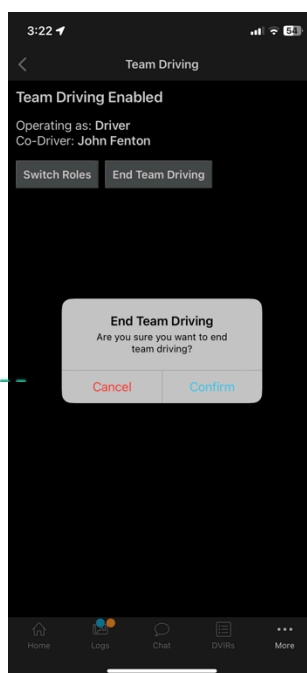 3:22
54
Team Driving
Team Driving Enabled
Operating as: Driver
Co-Driver: John Fenton
Switch Roles
End Team Driving
End Team Driving
Are you sure you want to end
team driving?
Cancel
Confirm
Home
Logs
Chat
DVIRs
More